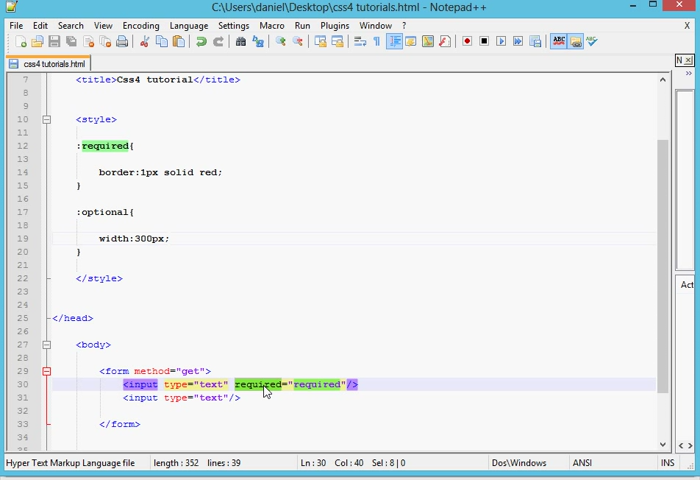 C:\Users\daniel\Desktop\css4 tutorials.html - Notepad++
File Edit Search View Encoding Language Settings Macro Run Plugins Window ? X
css4 tutorials.html N
7 <title>Css4 tutorial</title>
8
9
10 <style>
11
12 :required{
13
14 border:1px solid red;
15 }
16
17 :optional{
18
19 width:300px;
20 }
21
22 </style>
23
24
25 </head>
26
27 <body>
28
29 <form method="get">
30 <input type="text" required="required"/>
31 <input type="text"/>
32
33 </form>
34
35
Act
Hyper Text Markup Language file length : 352 lines : 39 Ln : 30 Col : 40 Sel : 8 | 0 Dos\Windows ANSI INS